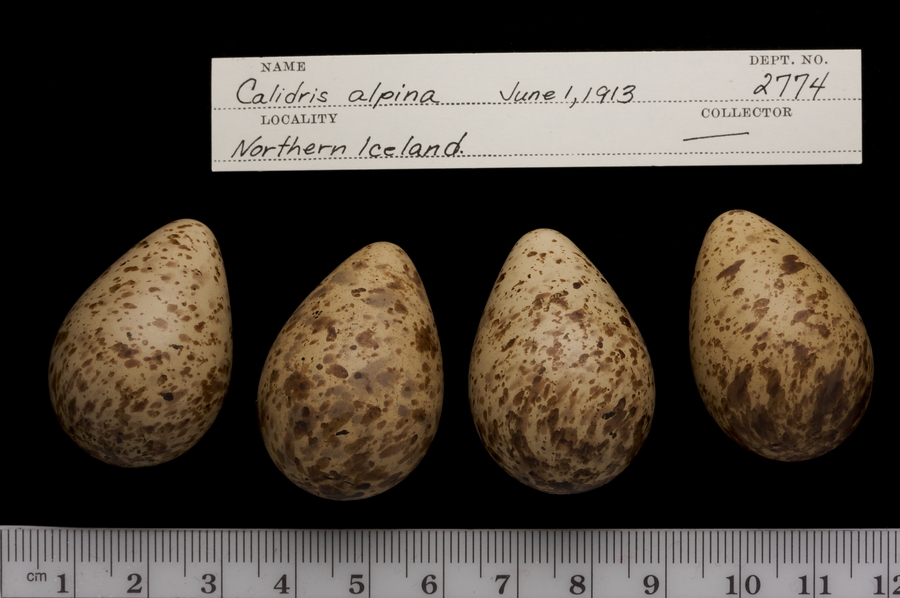 NAME DEPT. NO.
Calidris alpina June 1, 1913 2774
LOCALITY COLLECTOR
Northern Iceland.
cm 1 2 3 4 5 6 7 8 9 10 11 12